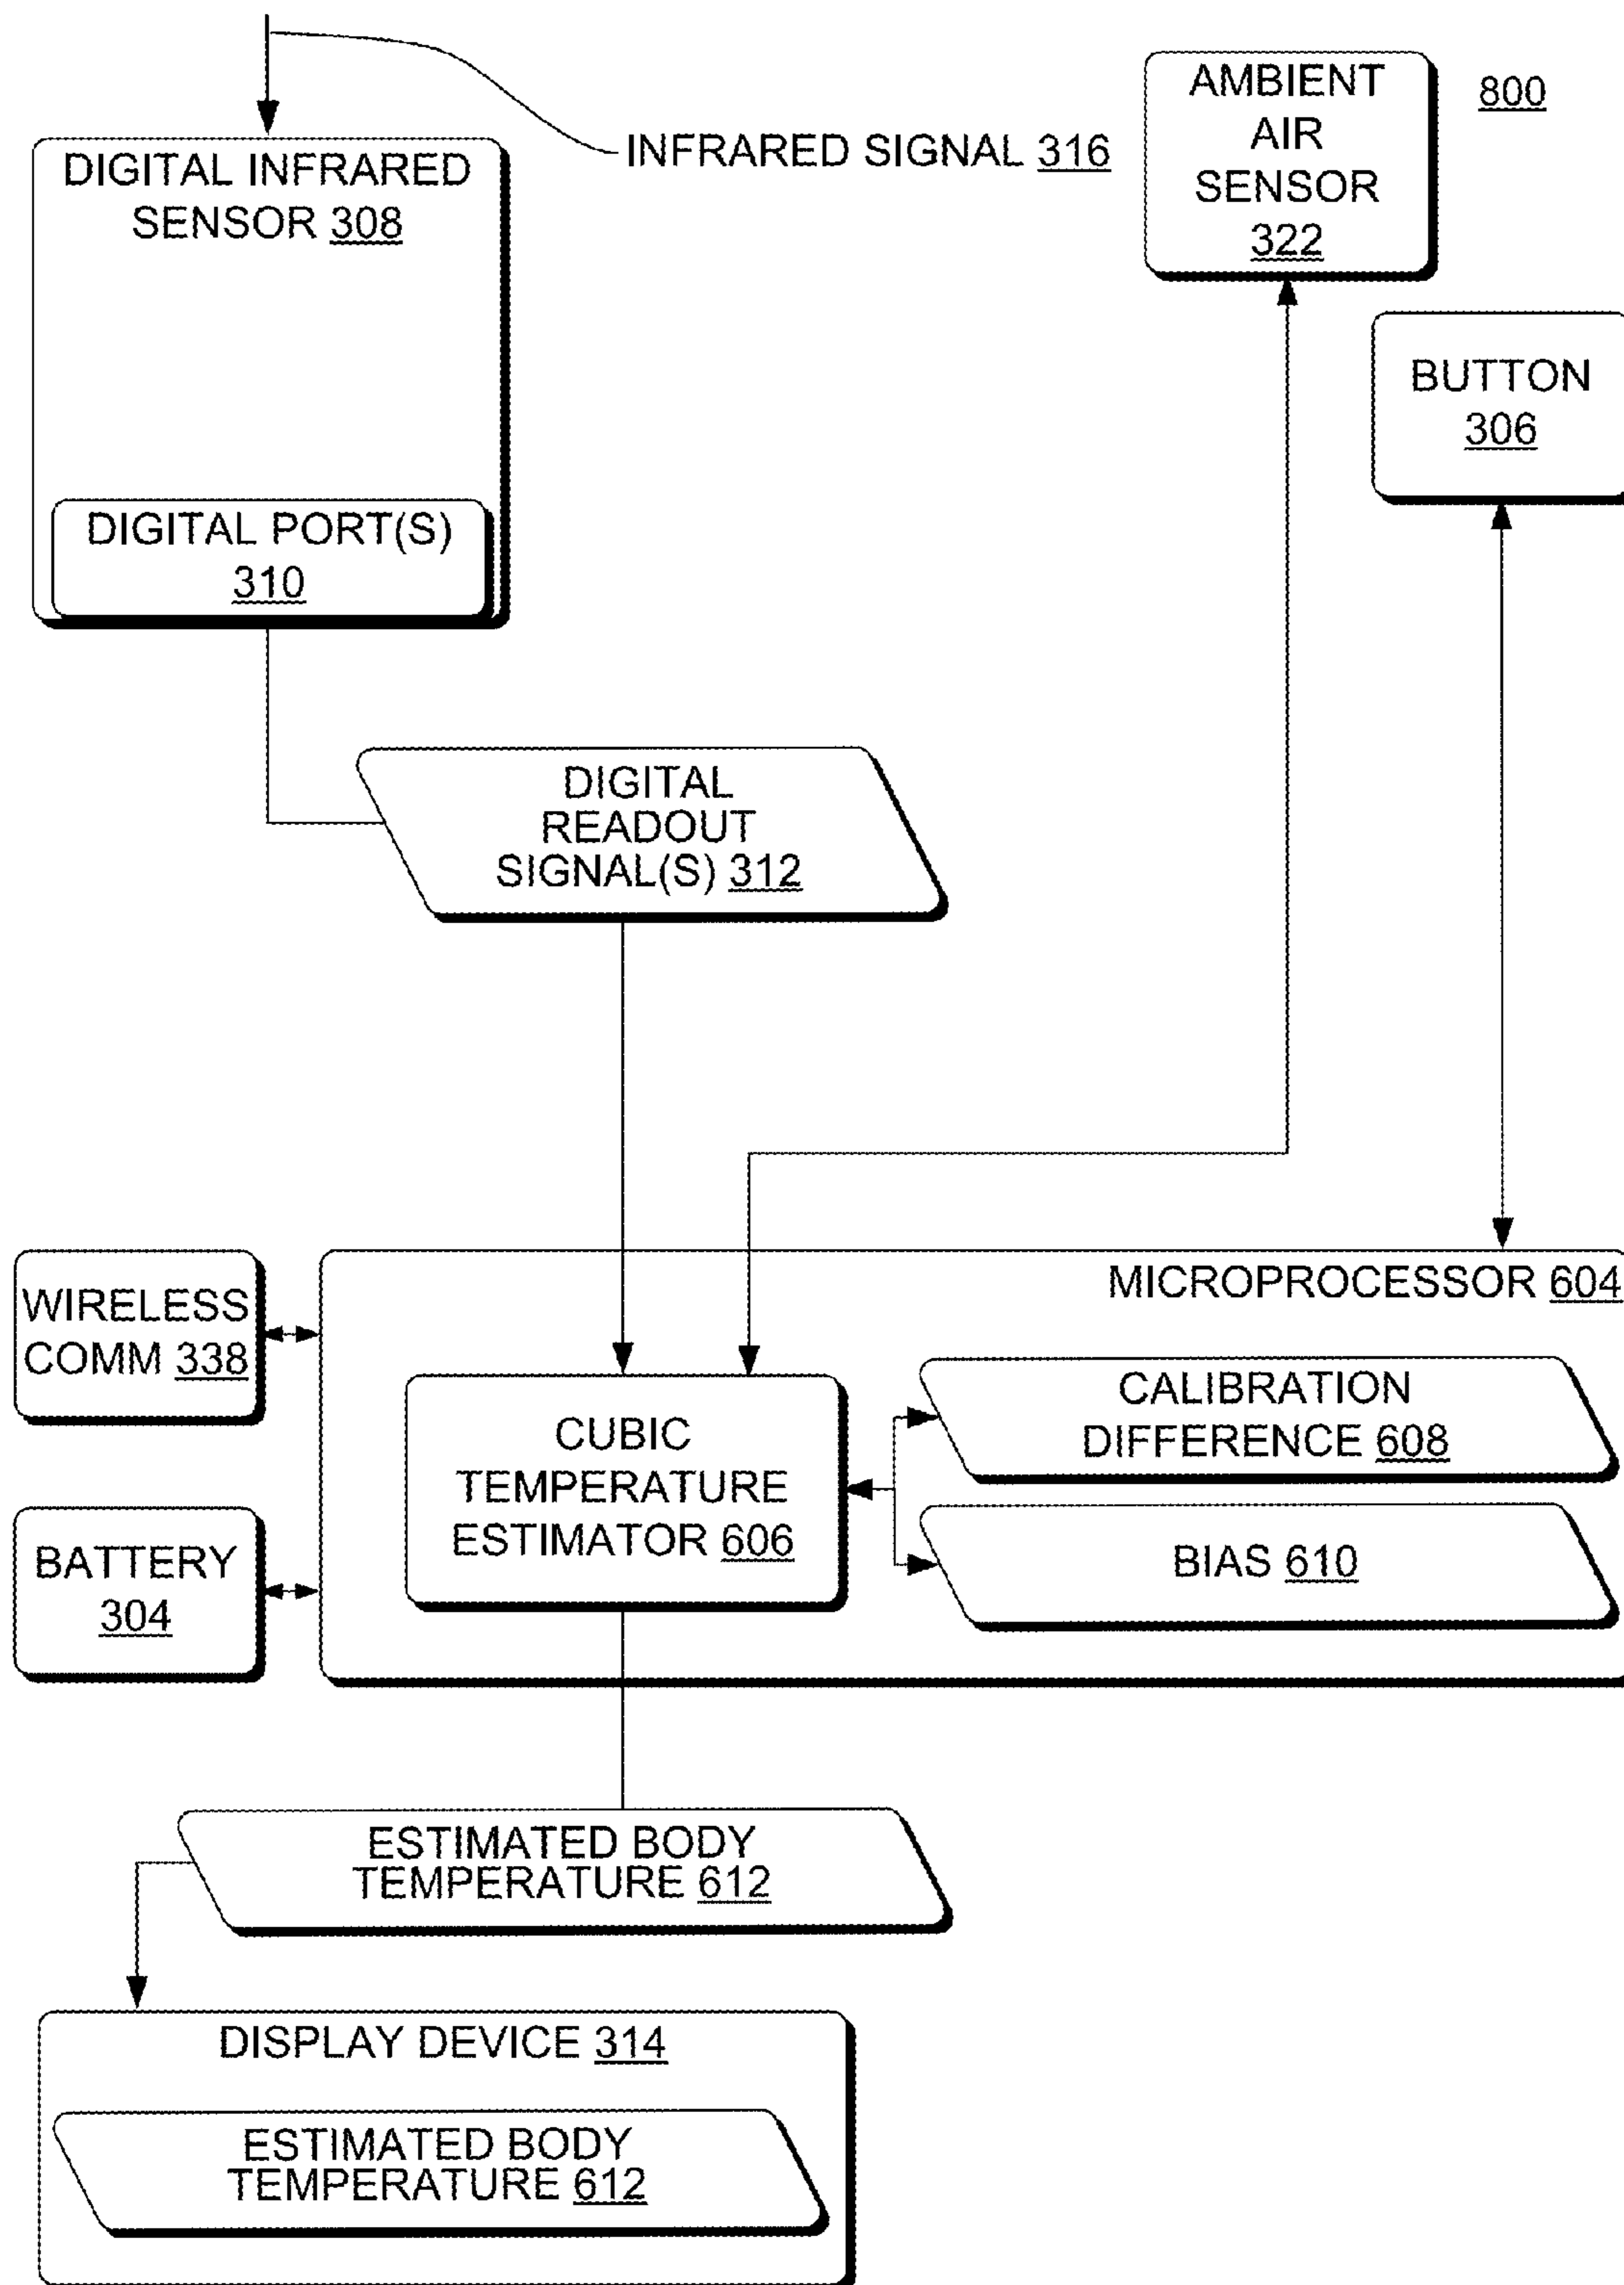 AMBIENT
AIR
SENSOR
322
800
DIGITAL INFRARED
SENSOR 308
INFRARED SIGNAL 316
BUTTON
306
DIGITAL PORT(S)
310
DIGITAL
READOUT
SIGNAL(S) 312
MICROPROCESSOR 604
WIRELESS
COMM 338
CALIBRATION
DIFFERENCE 608
CUBIC
TEMPERATURE
ESTIMATOR 606
BIAS 610
BATTERY
304
ESTIMATED BODY
TEMPERATURE 612
DISPLAY DEVICE 314
ESTIMATED BODY
TEMPERATURE 612